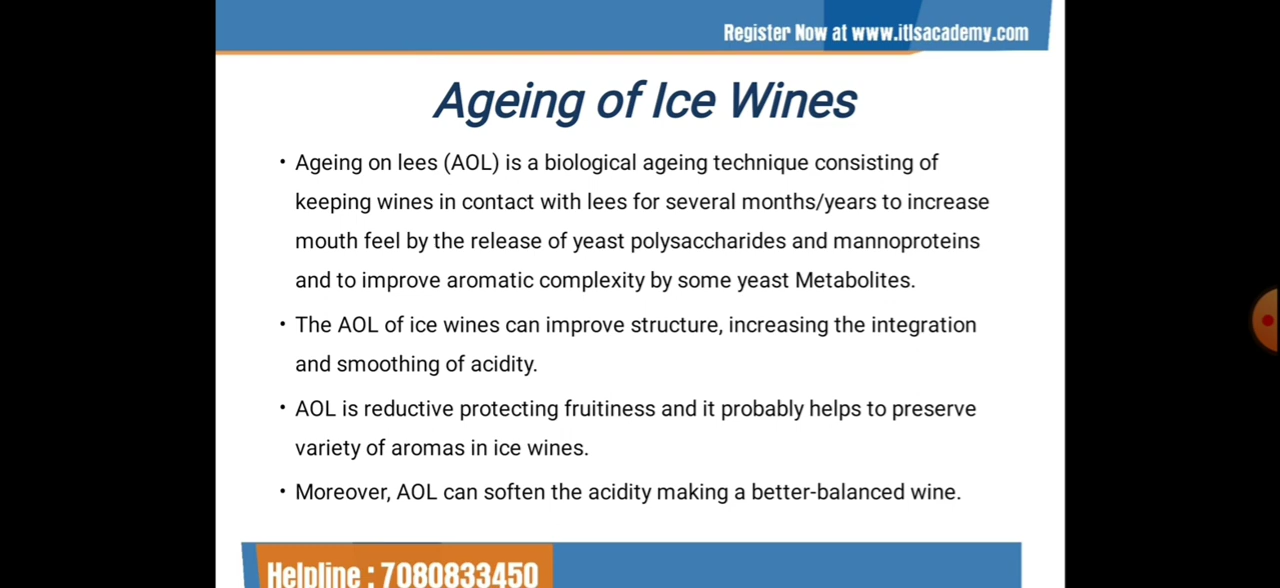 Register Now at www.itlsacademy.com
Ageing of Ice Wines
• Ageing on lees (AOL) is a biological ageing technique consisting of
keeping wines in contact with lees for several months/years to increase
mouth feel by the release of yeast polysaccharides and mannoproteins
and to improve aromatic complexity by some yeast Metabolites.
• The AOL of ice wines can improve structure, increasing the integration
and smoothing of acidity.
• AOL is reductive protecting fruitiness and it probably helps to preserve
variety of aromas in ice wines.
• Moreover, AOL can soften the acidity making a better-balanced wine.
Helpline : 7080833450